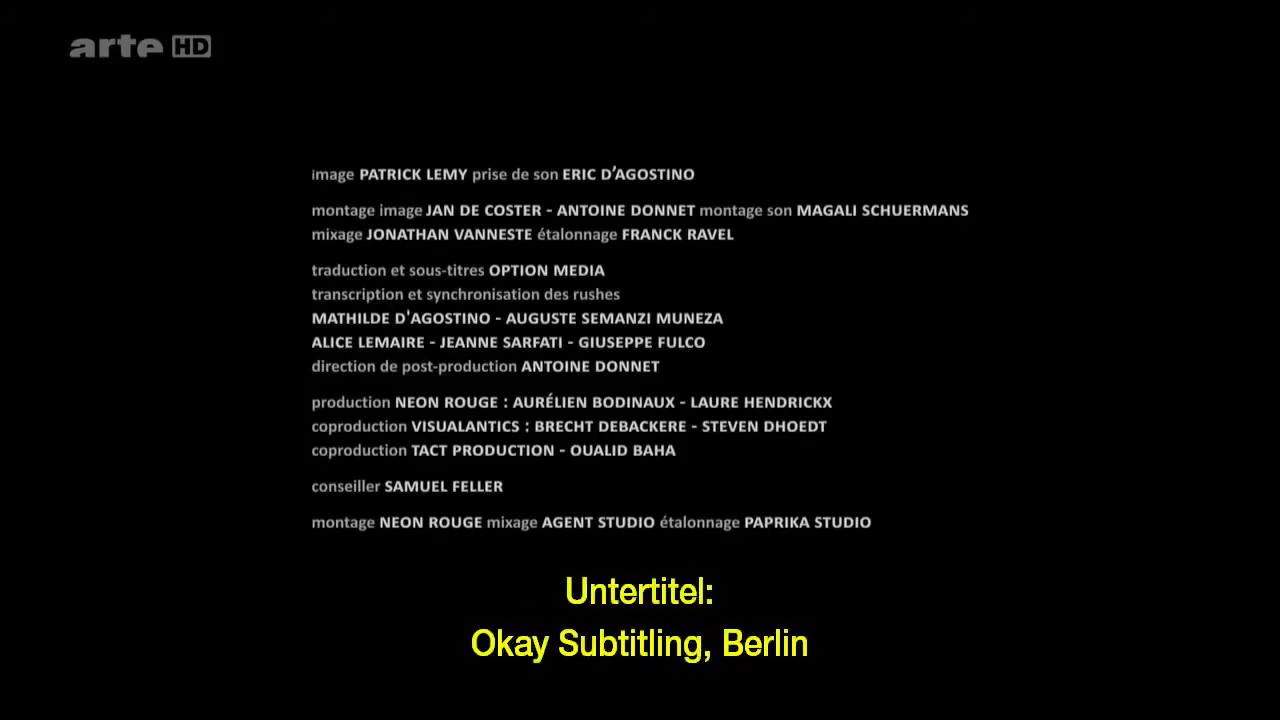 arte HD
image PATRICK LEMY prise de son ERIC D’AGOSTINO
montage image JAN DE COSTER - ANTOINE DONNET montage son MAGALI SCHUERMANS
mixage JONATHAN VANNESTE étalonnage FRANCK RAVEL
traduction et sous-titres OPTION MEDIA
transcription et synchronisation des rushes
MATHILDE D'AGOSTINO - AUGUSTE SEMANZI MUNEZA
ALICE LEMAIRE - JEANNE SARFATI - GIUSEPPE FULCO
direction de post-production ANTOINE DONNET
production NEON ROUGE : AURÉLIEN BODINAUX - LAURE HENDRICKX
coproduction VISUALANTICS : BRECHT DEBACKERE - STEVEN DHOEDT
coproduction TACT PRODUCTION - OUALID BAHA
conseiller SAMUEL FELLER
montage NEON ROUGE mixage AGENT STUDIO étalonnage PAPRIKA STUDIO
Untertitel:
Okay Subtitling, Berlin